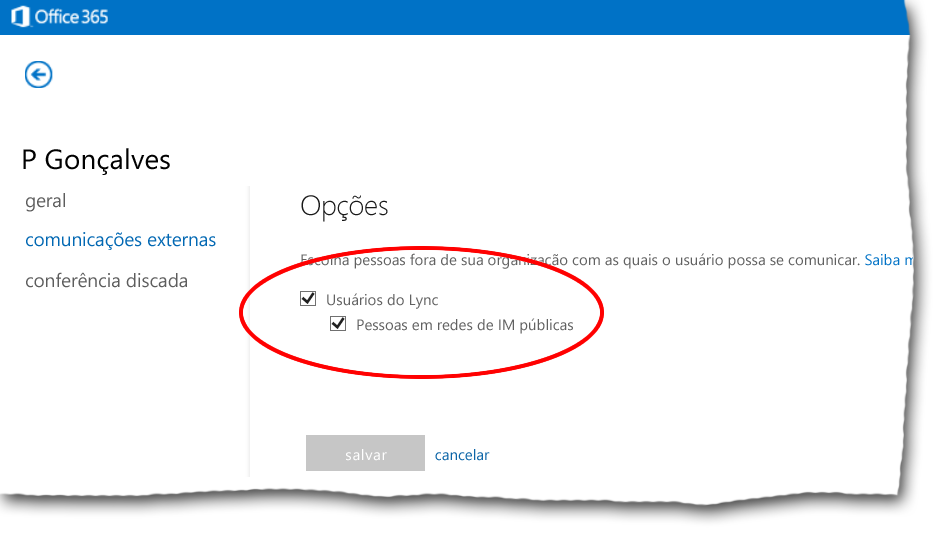 Office 365
P Gonçalves
geral
comunicações externas
conferência discada
Opções
Escolha pessoas fora de sua organização com as quais o usuário possa se comunicar. Saiba
Usuários do Lync
Pessoas em redes de IM públicas
salvar
cancelar